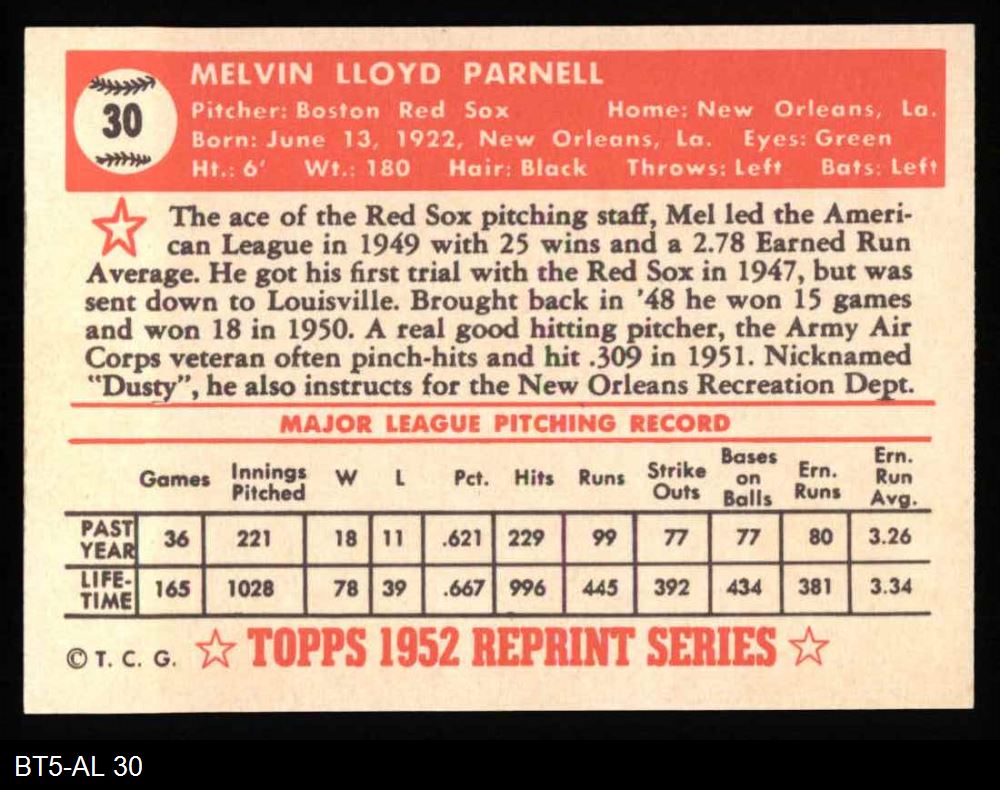 30
MELVIN LLOYD PARNELL
Pitcher: Boston Red Sox Home: New Orleans, La.
Born: June 13, 1922, New Orleans, La. Eyes: Green
Ht.: 6' Wt.: 180 Hair: Black Throws: Left Bats: Left
The ace of the Red Sox pitching staff, Mel led the Ameri-
can League in 1949 with 25 wins and a 2.78 Earned Run
Average. He got his first trial with the Red Sox in 1947, but was
sent down to Louisville. Brought back in '48 he won 15 games
and won 18 in 1950. A real good hitting pitcher, the Army Air
Corps veteran often pinch-hits and hit .309 in 1951. Nicknamed
"Dusty", he also instructs for the New Orleans Recreation Dept.
MAJOR LEAGUE PITCHING RECORD
Games Innings Pitched W L Pct. Hits Runs Strike Outs Bases on Balls Ern. Runs Ern. Run Avg.
PAST YEAR 36 221 18 11 .621 229 99 77 77 80 3.26
LIFE-TIME 165 1028 78 39 .667 996 445 392 434 381 3.34
© T. C. G. TOPPS 1952 REPRINT SERIES
BT5-AL 30